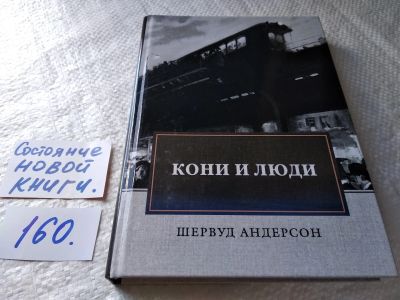 Состояние
НОВОЙ
КНИГИ.
160.
КОНИ И ЛЮДИ
ШЕРВУД АНДЕРСОН